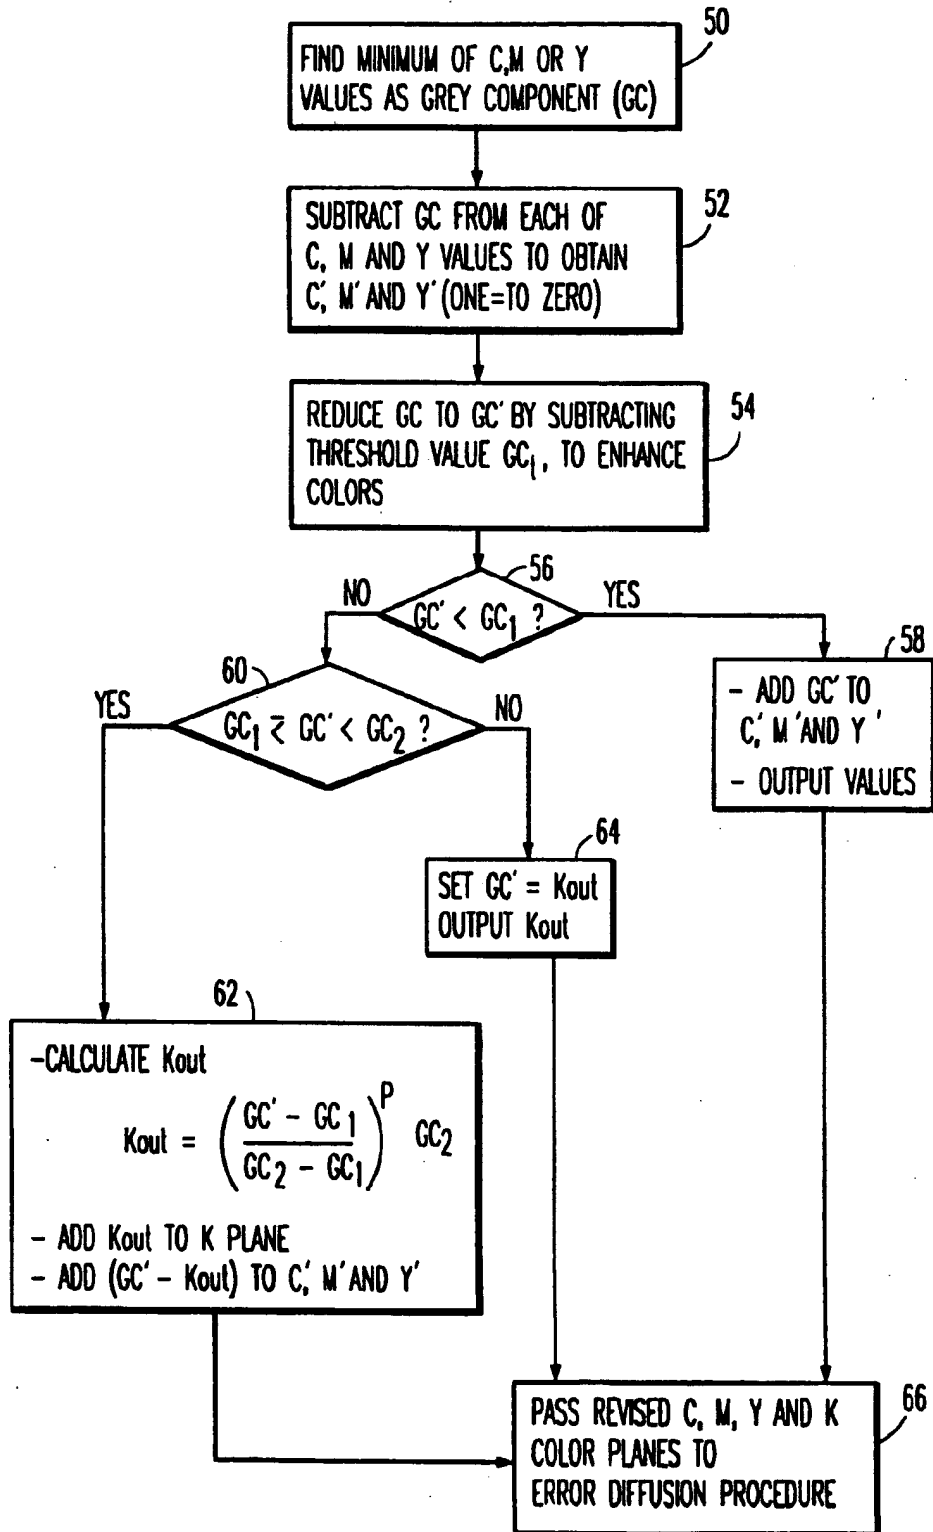 50
FIND MINIMUM OF C,M OR Y
VALUES AS GREY COMPONENT (GC)
52
SUBTRACT GC FROM EACH OF
C, M AND Y VALUES TO OBTAIN
C', M' AND Y' (ONE=TO ZERO)
54
REDUCE GC TO GC' BY SUBTRACTING
THRESHOLD VALUE GCt, TO ENHANCE
COLORS
56
NO
GC' < GC1 ?
YES
58
- ADD GC' TO
C', M' AND Y'
- OUTPUT VALUES
60
YES
GC1 ⋜ GC' < GC2 ?
NO
64
SET GC' = Kout
OUTPUT Kout
62
-CALCULATE Kout
Kout = ((GC' - GC1) / (GC2 - GC1))^P GC2
- ADD Kout TO K PLANE
- ADD (GC' - Kout) TO C', M' AND Y'
66
PASS REVISED C, M, Y AND K
COLOR PLANES TO
ERROR DIFFUSION PROCEDURE